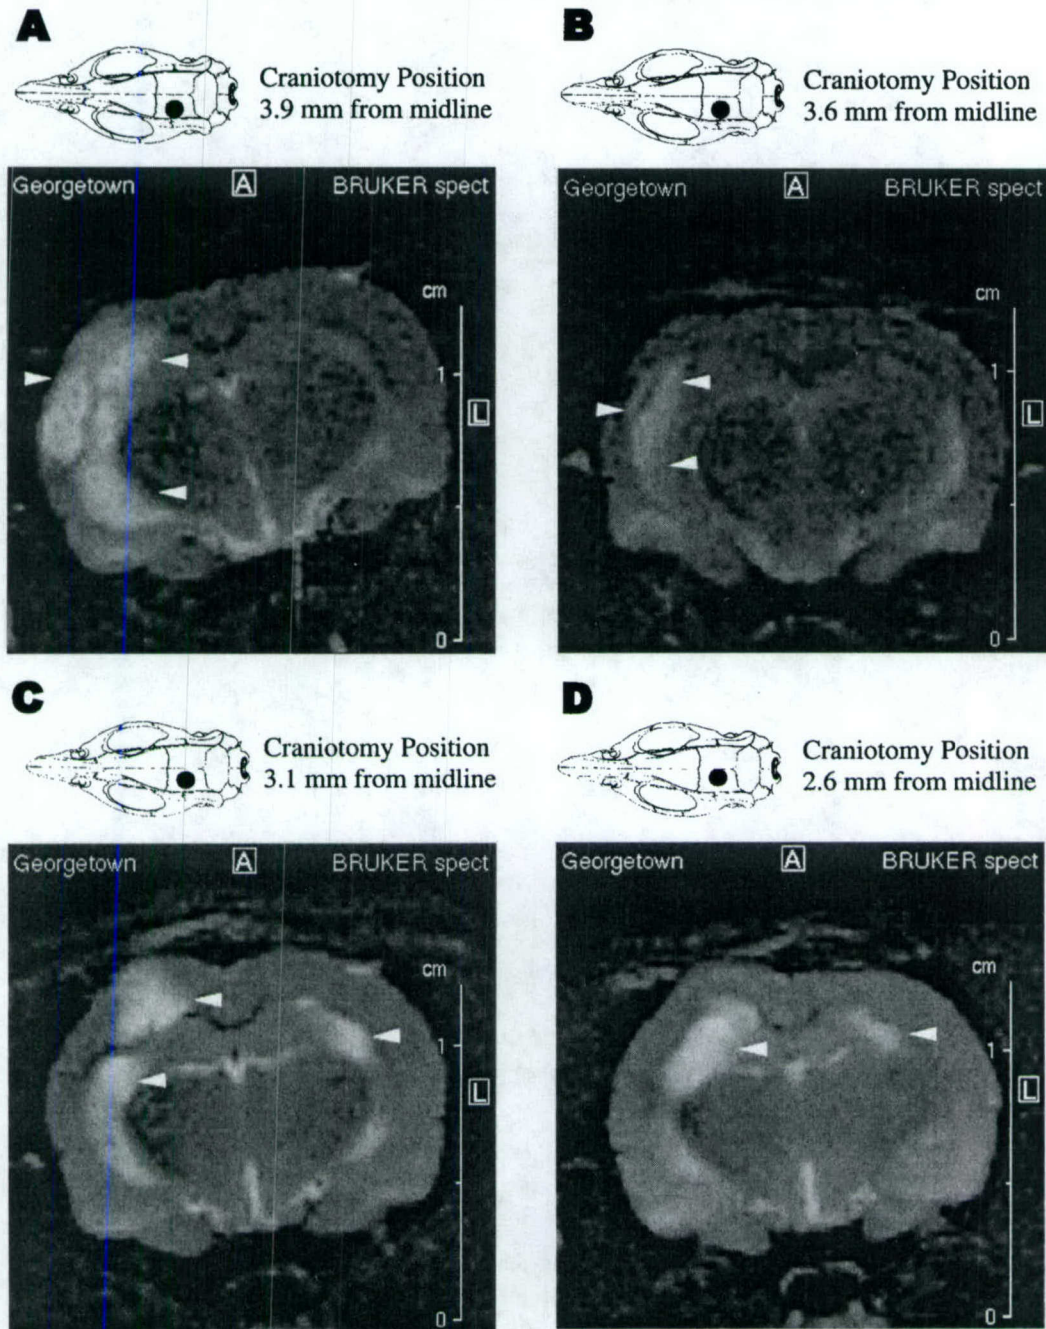 A
Craniotomy Position
3.9 mm from midline
Georgetown A BRUKER spect
cm
1
L
0
B
Craniotomy Position
3.6 mm from midline
Georgetown A BRUKER spect
cm
1
L
0
C
Craniotomy Position
3.1 mm from midline
Georgetown A BRUKER spect
cm
1
L
0
D
Craniotomy Position
2.6 mm from midline
Georgetown A BRUKER spect
cm
1
L
0